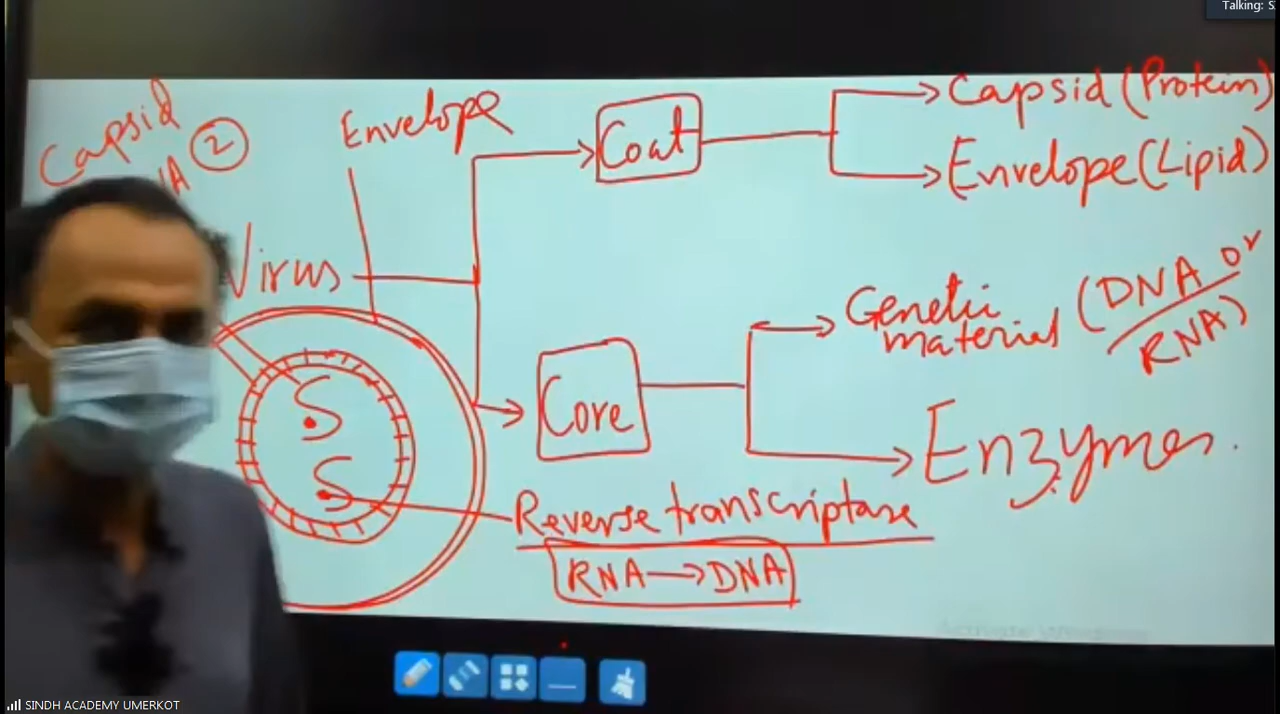 Talking: S
Capsid
2
Envelope
Coat
Capsid (Protein)
Envelope (Lipid)
Virus
Genetic
material
(DNA or
RNA)
Core
Enzymes.
Reverse transcriptase
RNA → DNA
SINDH ACADEMY UMERKOT